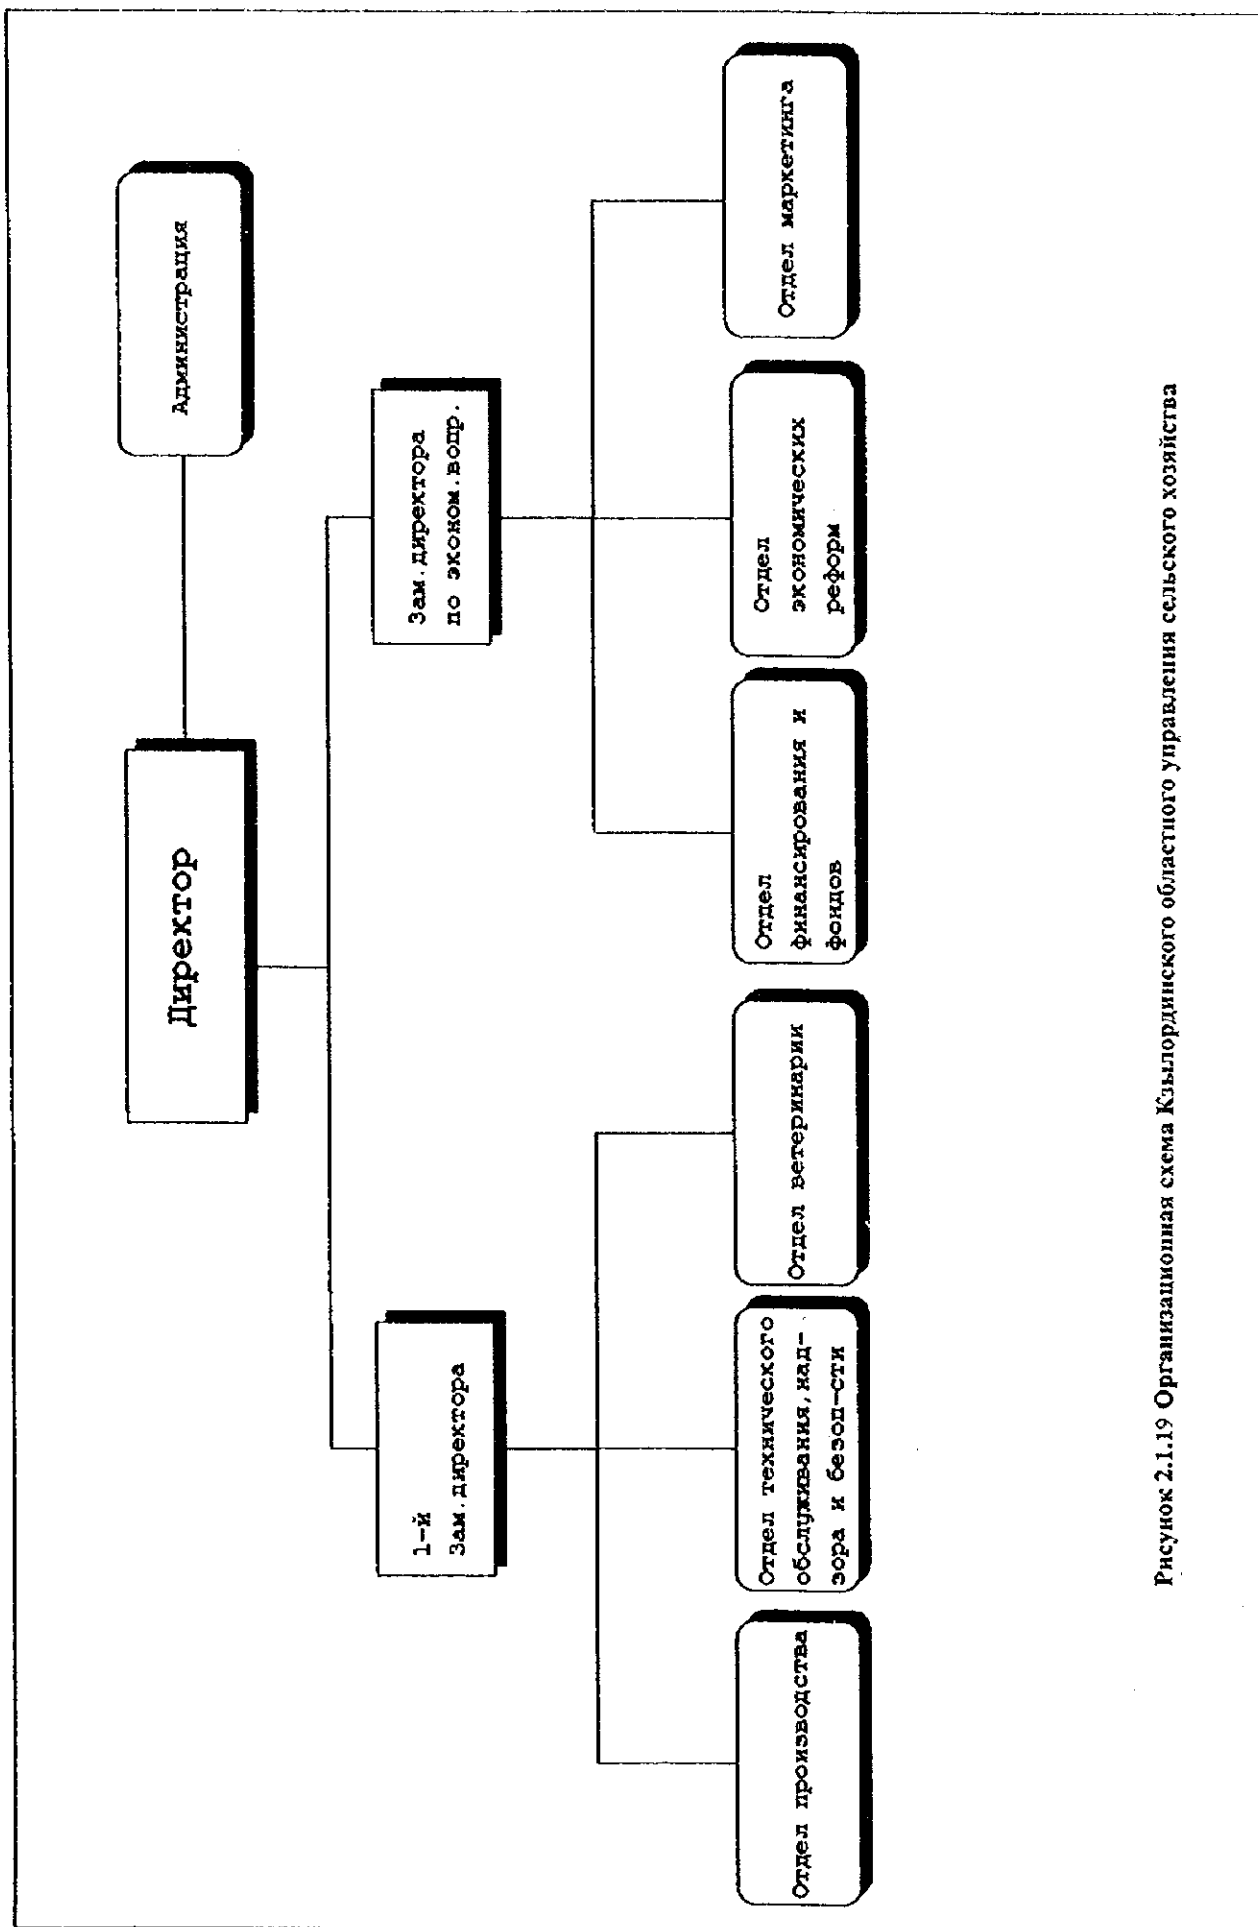 Директор
Администрация
1-й
Зам.директора
Зам.директора
по эконом.вопр.
Отдел производства
Отдел технического
обслуживания,над-
зора и безоп-сти
Отдел ветеринарии
Отдел
финансирования и
фондов
Отдел
экономических
реформ
Отдел маркетинга
Рисунок 2.1.19 Организационная схема Кзылординского областного управления сельского хозяйства